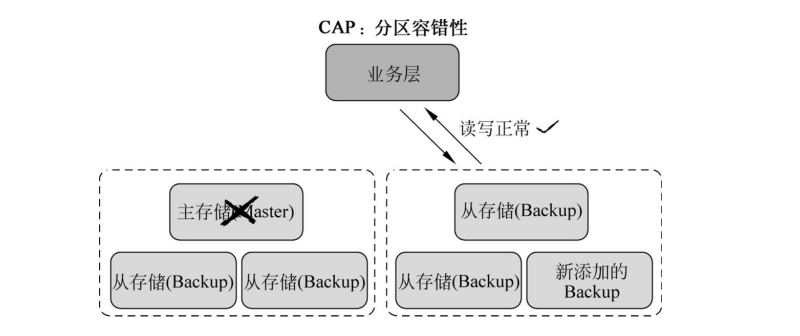 CAP：分区容错性
业务层
读写正常
主存储(Master)
从存储(Backup)
从存储(Backup)
从存储(Backup)
从存储(Backup)
新添加的
Backup